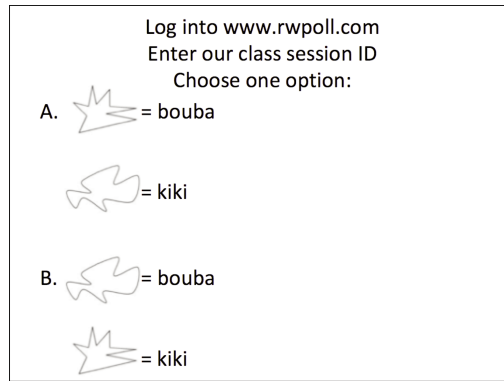 Log into www.rwpoll.com
Enter our class session ID
Choose one option:
A. = bouba
= kiki
B. = bouba
= kiki